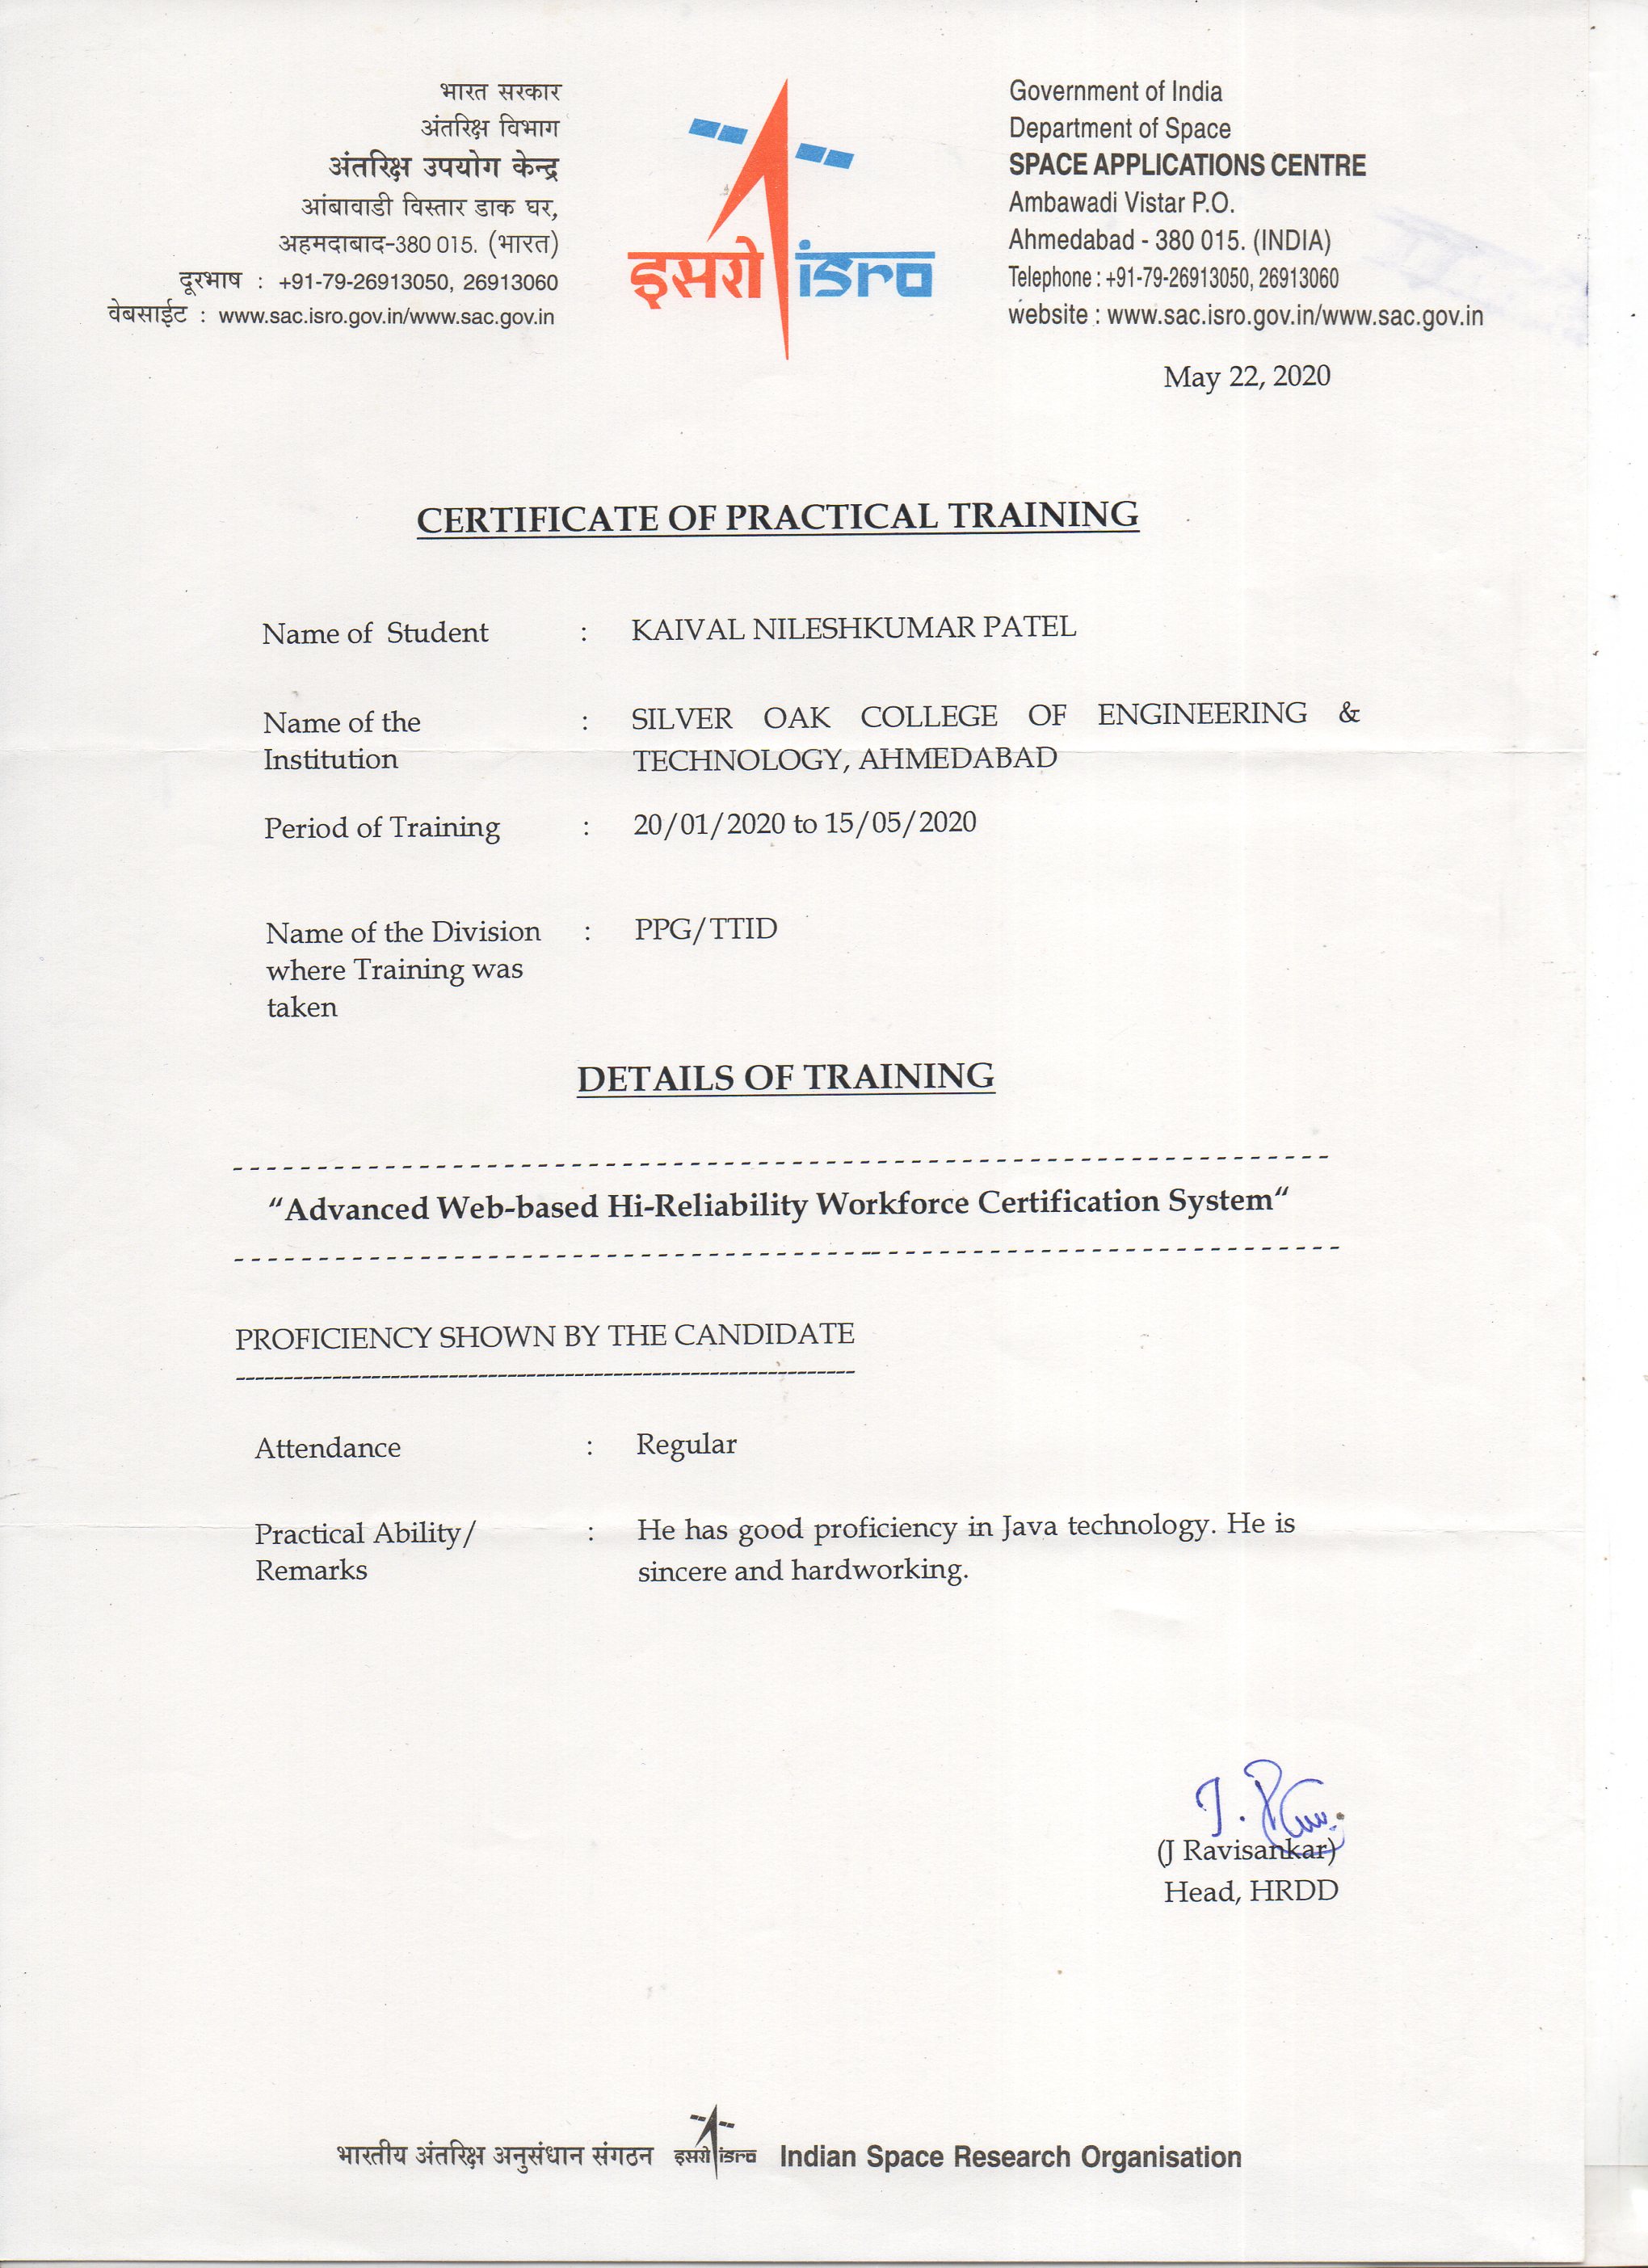 भारत सरकार
अंतरिक्ष विभाग
अंतरिक्ष उपयोग केन्द्र
आंबावाडी विस्तार डाक घर,
अहमदाबाद-380 015. (भारत)
दूरभाष : +91-79-26913050, 26913060
वेबसाईट : www.sac.isro.gov.in/www.sac.gov.in
इसरो isro
Government of India
Department of Space
SPACE APPLICATIONS CENTRE
Ambawadi Vistar P.O.
Ahmedabad - 380 015. (INDIA)
Telephone : +91-79-26913050, 26913060
website : www.sac.isro.gov.in/www.sac.gov.in
May 22, 2020
CERTIFICATE OF PRACTICAL TRAINING
Name of Student : KAIVAL NILESHKUMAR PATEL
Name of the : SILVER OAK COLLEGE OF ENGINEERING &
Institution TECHNOLOGY, AHMEDABAD
Period of Training : 20/01/2020 to 15/05/2020
Name of the Division : PPG/TTID
where Training was
taken
DETAILS OF TRAINING
“Advanced Web-based Hi-Reliability Workforce Certification System“
PROFICIENCY SHOWN BY THE CANDIDATE
Attendance : Regular
Practical Ability/ : He has good proficiency in Java technology. He is
Remarks sincere and hardworking.
(J Ravisankar)
Head, HRDD
भारतीय अंतरिक्ष अनुसंधान संगठन इसरो isro Indian Space Research Organisation